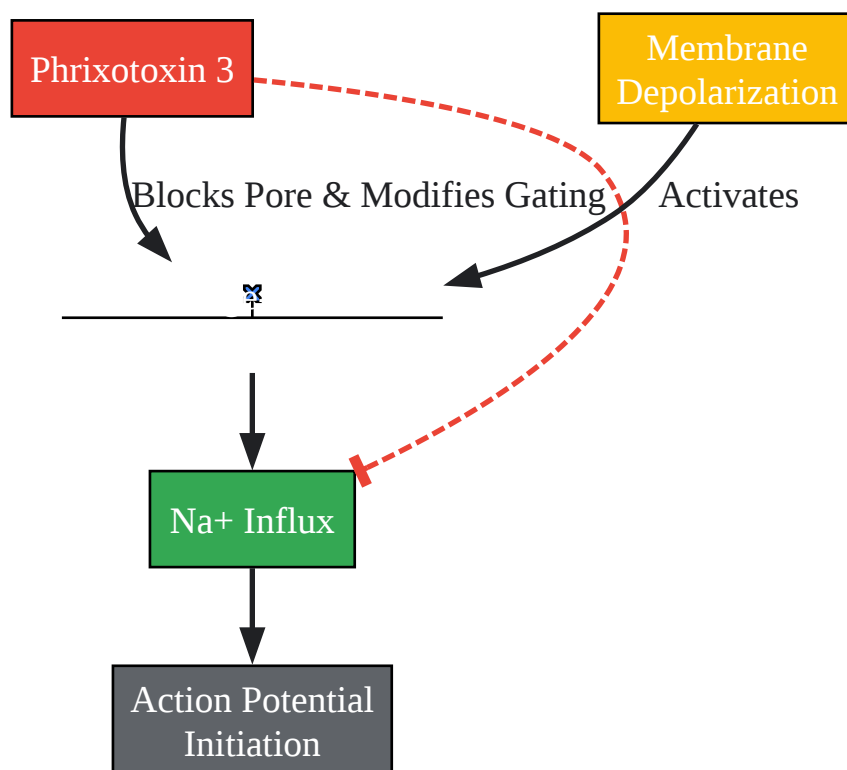 Phrixotoxin 3
Membrane
Depolarization
Blocks Pore & Modifies Gating
Activates
Na+ Influx
Action Potential
Initiation